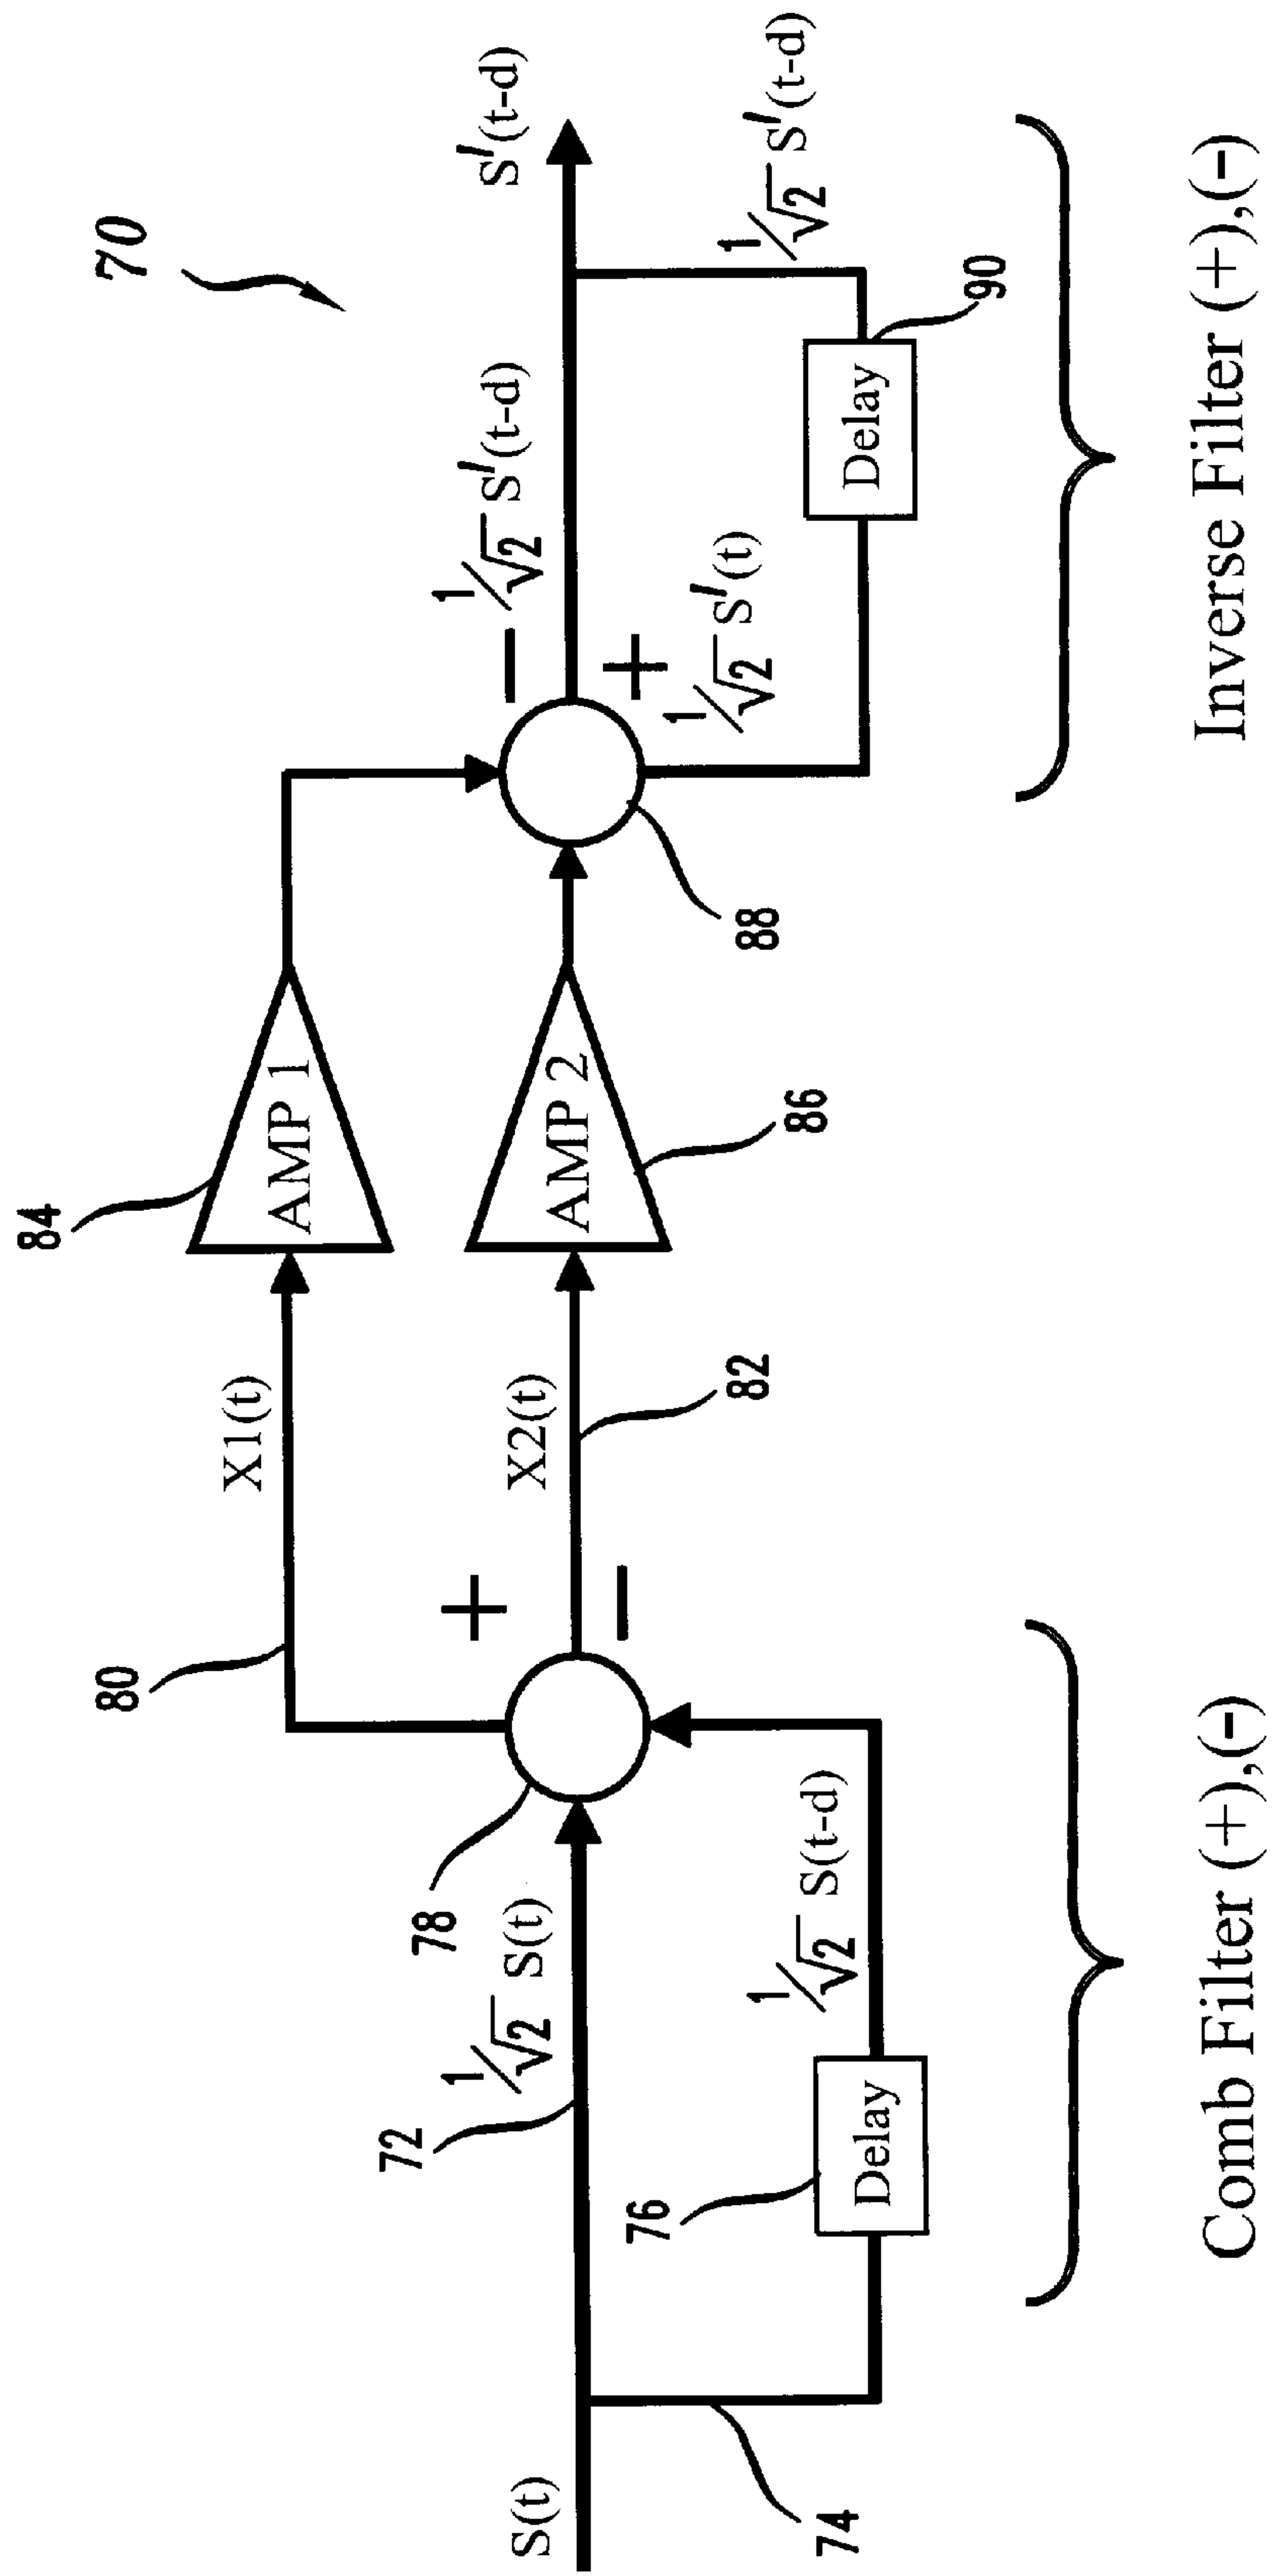 70
S(t)
72
1/√2 S(t)
74
76
Delay
1/√2 S(t-d)
78
+
−
80
X1(t)
82
X2(t)
84
AMP 1
86
AMP 2
88
−
+
1/√2 S'(t-d)
1/√2 S'(t)
Delay
90
1/√2 S'(t-d)
S'(t-d)
Comb Filter (+),(-)
Inverse Filter (+),(-)